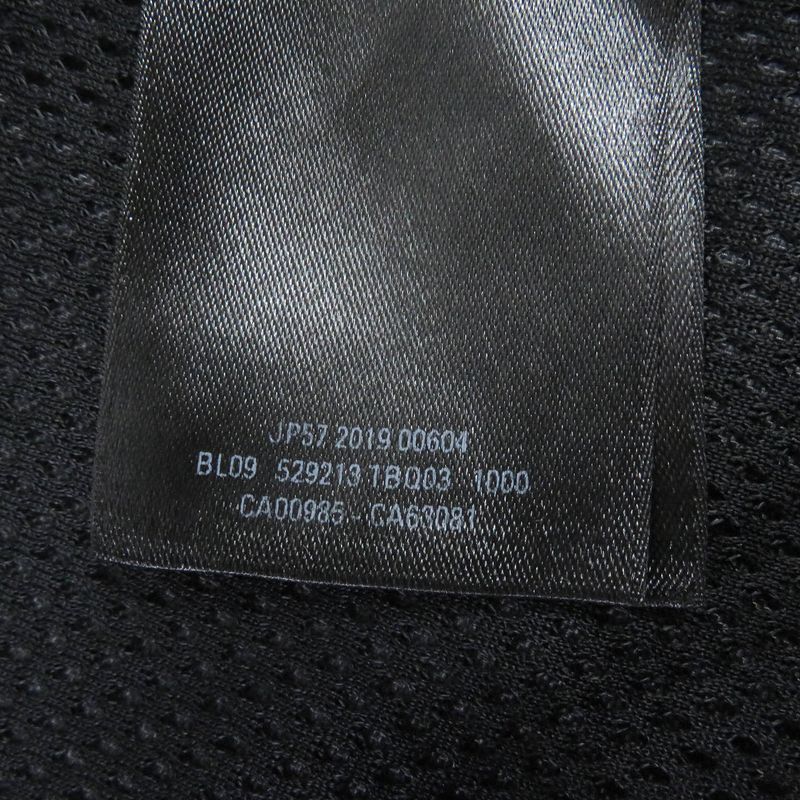 JP57 2019 00604
BL09 529213 TBQ03 1000
CA00985 - CA63081